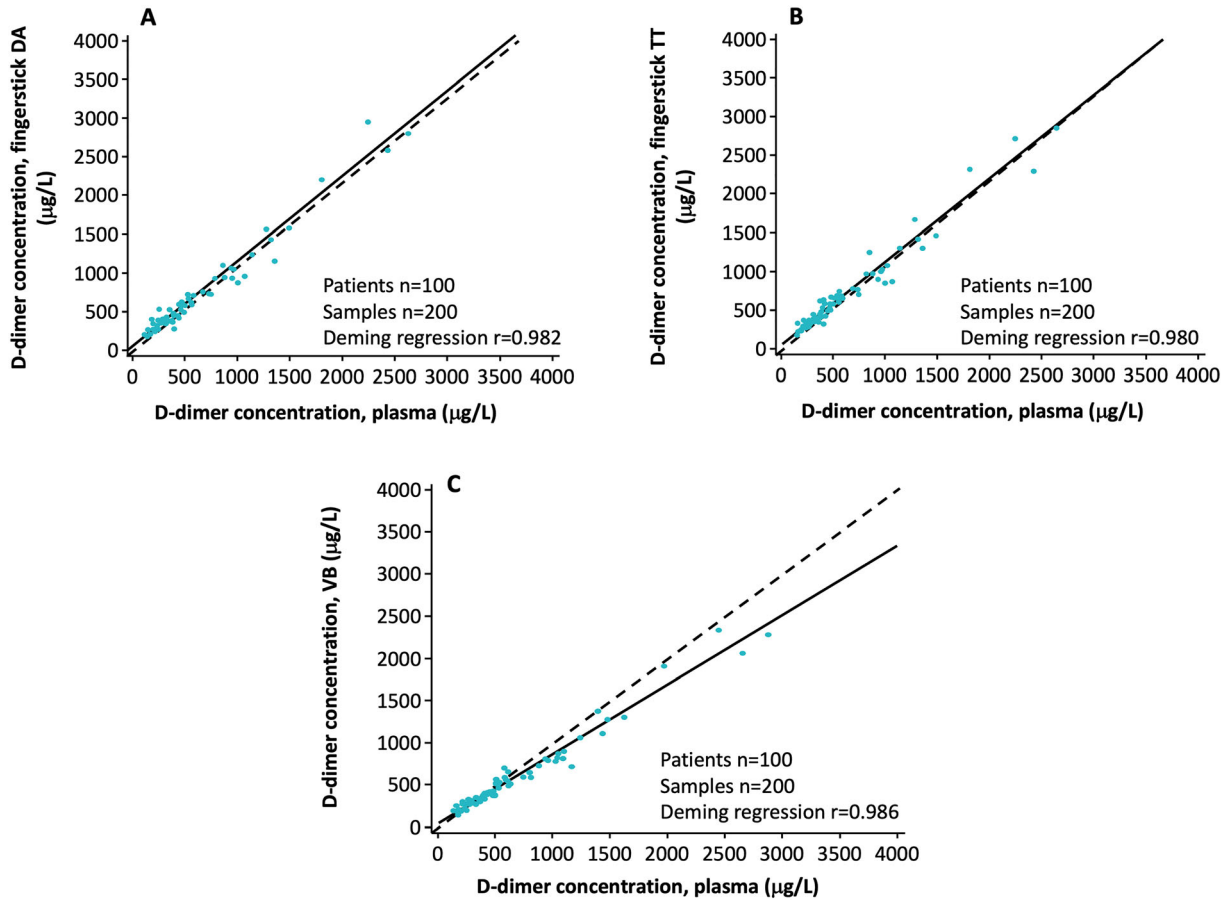 A
D-dimer concentration, fingerstick DA
(µg/L)
4000
3500
3000
2500
2000
1500
1000
500
0
Patients n=100
Samples n=200
Deming regression r=0.982
0 500 1000 1500 2000 2500 3000 3500 4000
D-dimer concentration, plasma (µg/L)
B
D-dimer concentration, fingerstick TT
(µg/L)
4000
3500
3000
2500
2000
1500
1000
500
0
Patients n=100
Samples n=200
Deming regression r=0.980
0 500 1000 1500 2000 2500 3000 3500 4000
D-dimer concentration, plasma (µg/L)
C
D-dimer concentration, VB (µg/L)
4000
3500
3000
2500
2000
1500
1000
500
0
Patients n=100
Samples n=200
Deming regression r=0.986
0 500 1000 1500 2000 2500 3000 3500 4000
D-dimer concentration, plasma (µg/L)